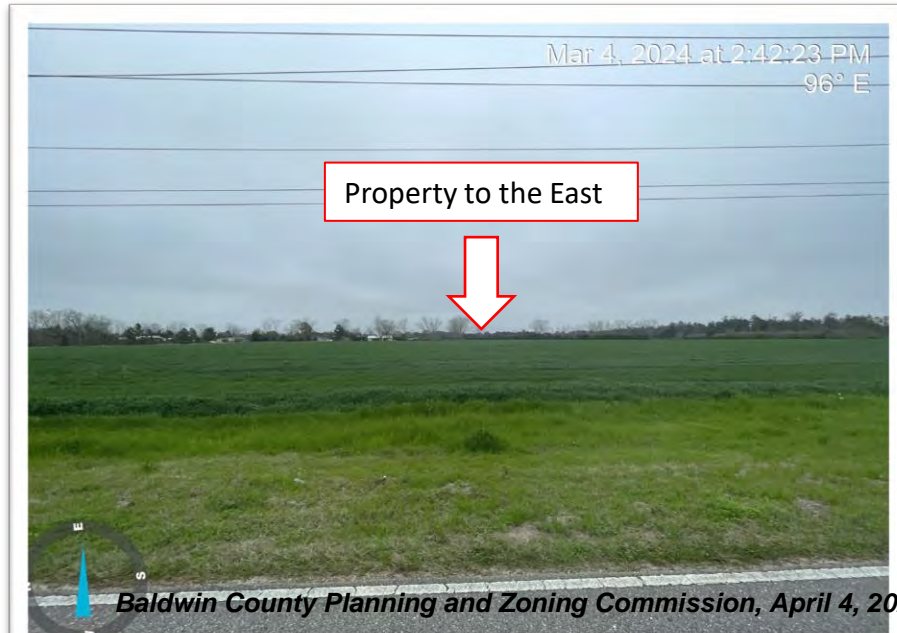 Mar 4, 2024 at 2:42:23 PM
96° E
Property to the East
E
S
Baldwin County Planning and Zoning Commission, April 4, 20